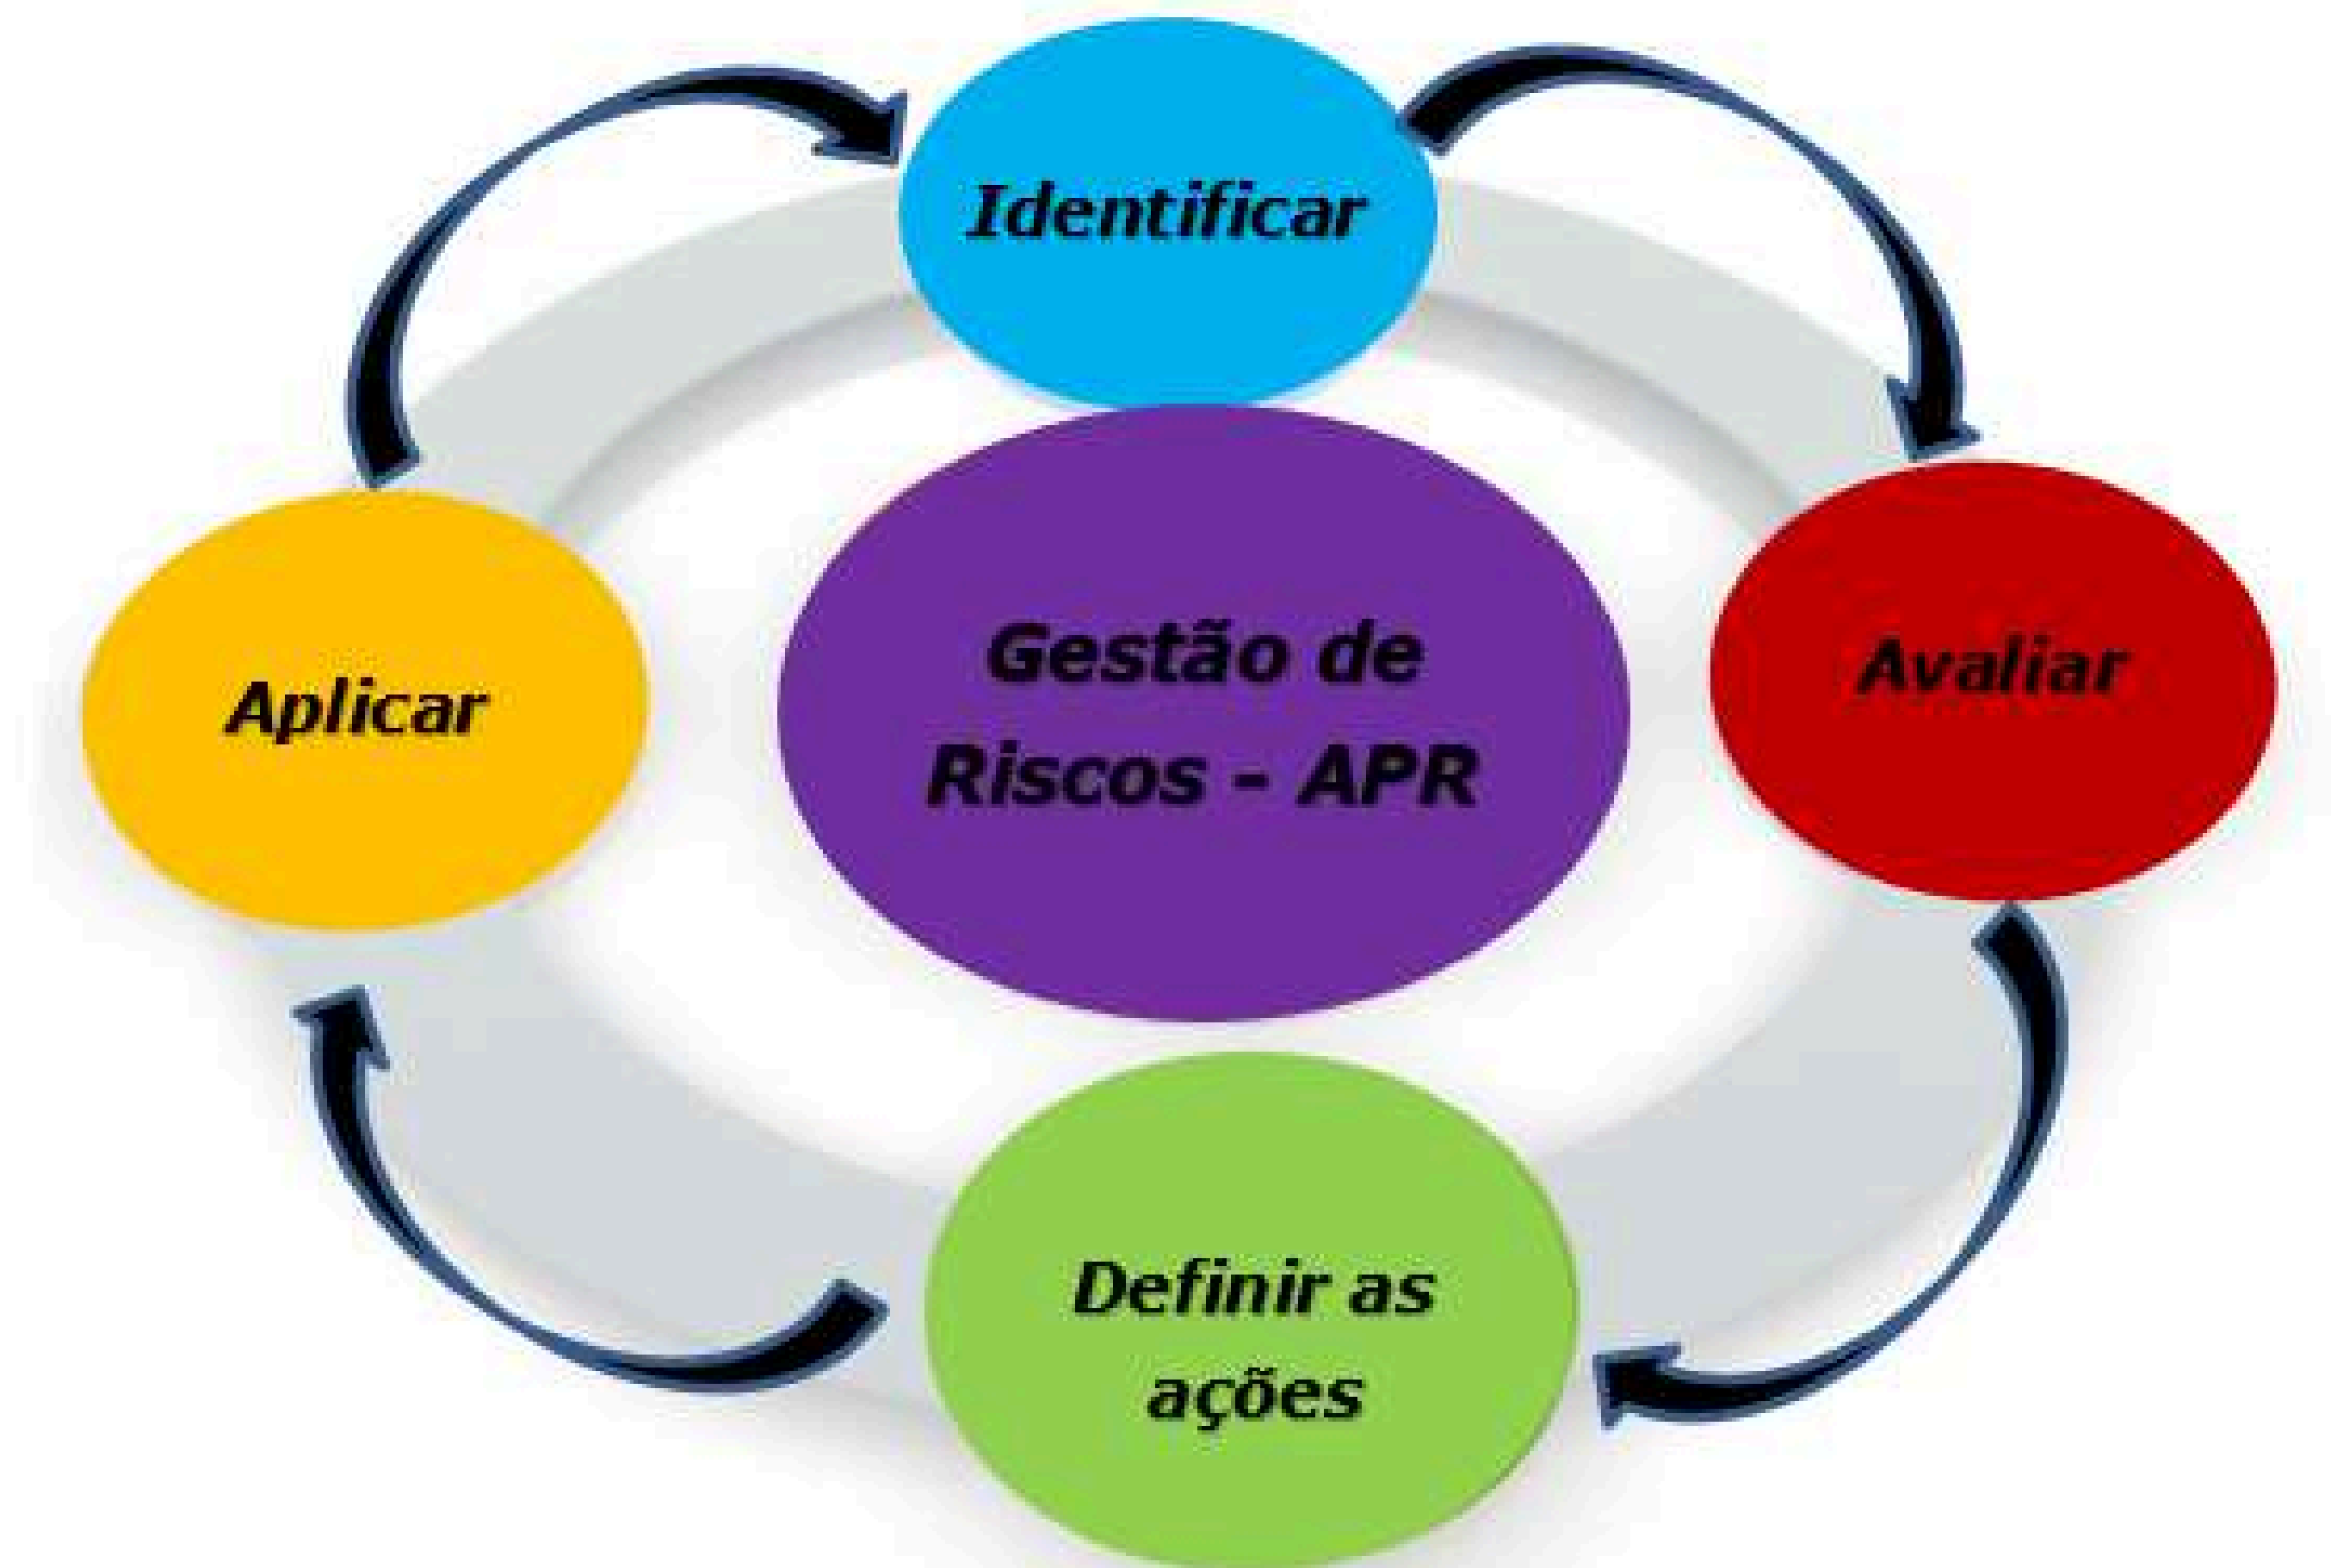 Identificar
Aplicar
Gestão de
Riscos – APR
Avaliar
Definir as
ações